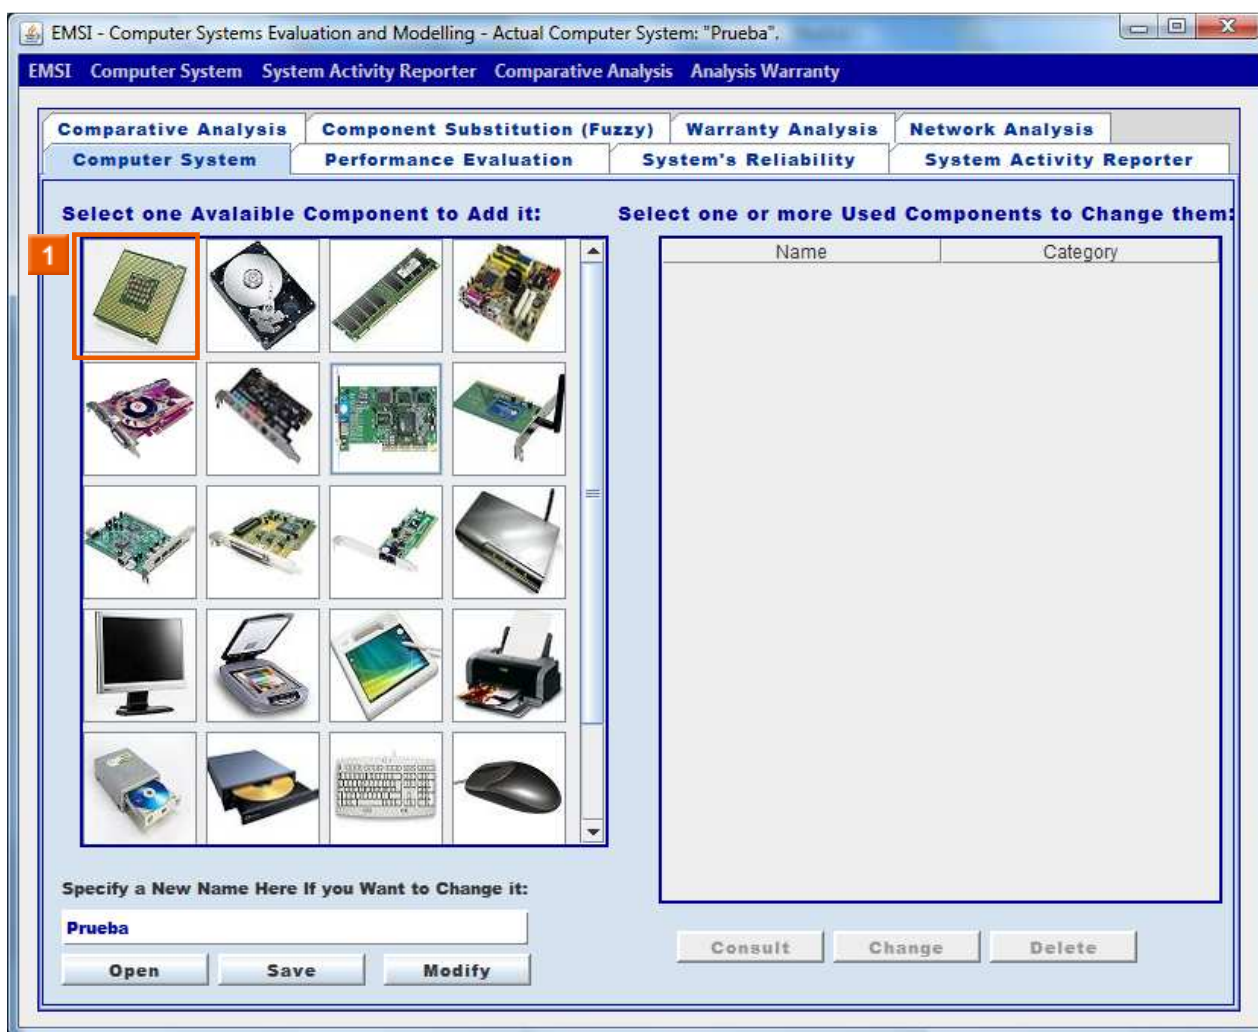 EMSI - Computer Systems Evaluation and Modelling - Actual Computer System: "Prueba".
EMSI Computer System System Activity Reporter Comparative Analysis Analysis Warranty
Comparative Analysis Component Substitution (Fuzzy) Warranty Analysis Network Analysis
Computer System Performance Evaluation System's Reliability System Activity Reporter
Select one Avalaible Component to Add it: Select one or more Used Components to Change them:
1
Name Category
Specify a New Name Here If you Want to Change it:
Prueba
Consult Change Delete
Open Save Modify